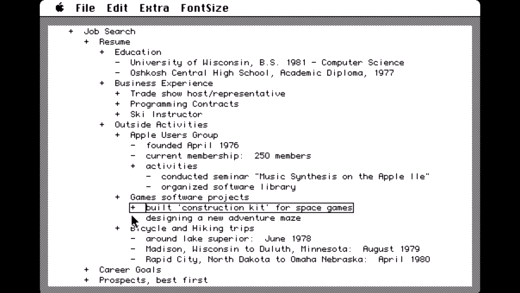 File Edit Extra FontSize
+ Job Search
+ Resume
+ Education
- University of Wisconsin, B.S. 1981 - Computer Science
- Oshkosh Central High School, Academic Diploma, 1977
+ Business Experience
+ Trade show host/representative
+ Programming Contracts
+ Ski Instructor
+ Outside Activities
+ Apple Users Group
- founded April 1976
- current membership: 250 members
+ activities
- conducted seminar "Music Synthesis on the Apple IIe"
- organized software library
+ Games software projects
+ built 'construction kit' for space games
designing a new adventure maze
+ Bicycle and Hiking trips
- around lake superior: June 1978
- Madison, Wisconsin to Duluth, Minnesota: August 1979
- Rapid City, North Dakota to Omaha Nebraska: April 1980
+ Career Goals
+ Prospects, best first